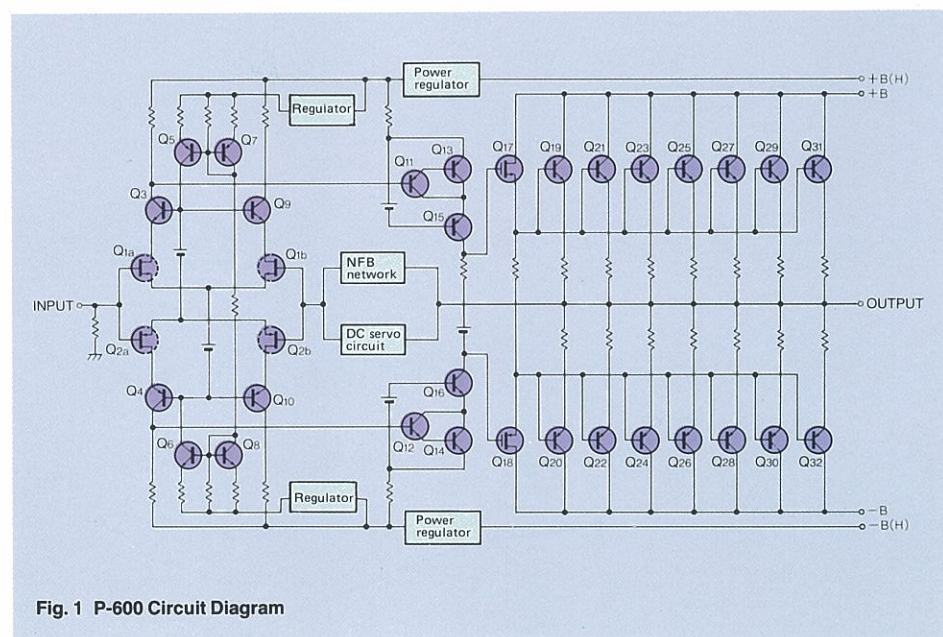 Power regulator
+B(H)
+B
Regulator
Q5
Q7
Q11
Q13
Q17
Q19
Q21
Q23
Q25
Q27
Q29
Q31
Q3
Q9
Q15
Q1a
Q1b
NFB network
INPUT
OUTPUT
DC servo circuit
Q2a
Q2b
Q16
Q4
Q10
Q12
Q14
Q6
Q8
Q18
Q20
Q22
Q24
Q26
Q28
Q30
Q32
Regulator
-B
Power regulator
-B(H)
Fig. 1 P-600 Circuit Diagram